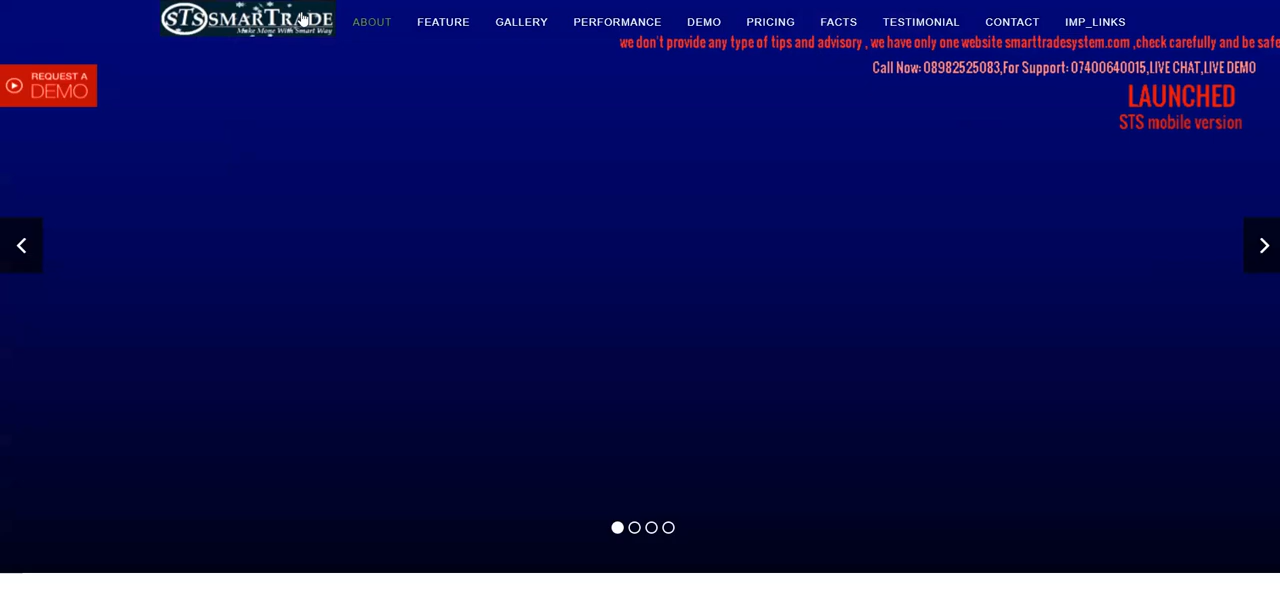 STS SMARTRADE
Make Mone With Smart Way
ABOUT FEATURE GALLERY PERFORMANCE DEMO PRICING FACTS TESTIMONIAL CONTACT IMP_LINKS
we don't provide any type of tips and advisory , we have only one website smarttradesystem.com ,check carefully and be safe
Call Now: 08982525083,For Support: 07400640015,LIVE CHAT,LIVE DEMO
REQUEST A
DEMO
LAUNCHED
STS mobile version